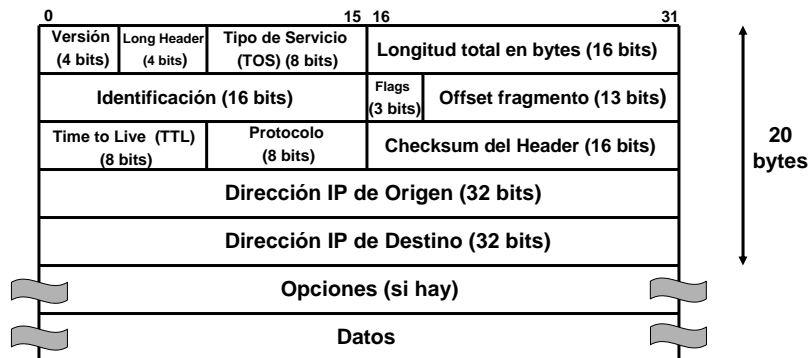 0 15 16 31
Versión (4 bits)
Long Header (4 bits)
Tipo de Servicio (TOS) (8 bits)
Longitud total en bytes (16 bits)
Identificación (16 bits)
Flags (3 bits)
Offset fragmento (13 bits)
Time to Live (TTL) (8 bits)
Protocolo (8 bits)
Checksum del Header (16 bits)
20 bytes
Dirección IP de Origen (32 bits)
Dirección IP de Destino (32 bits)
Opciones (si hay)
Datos